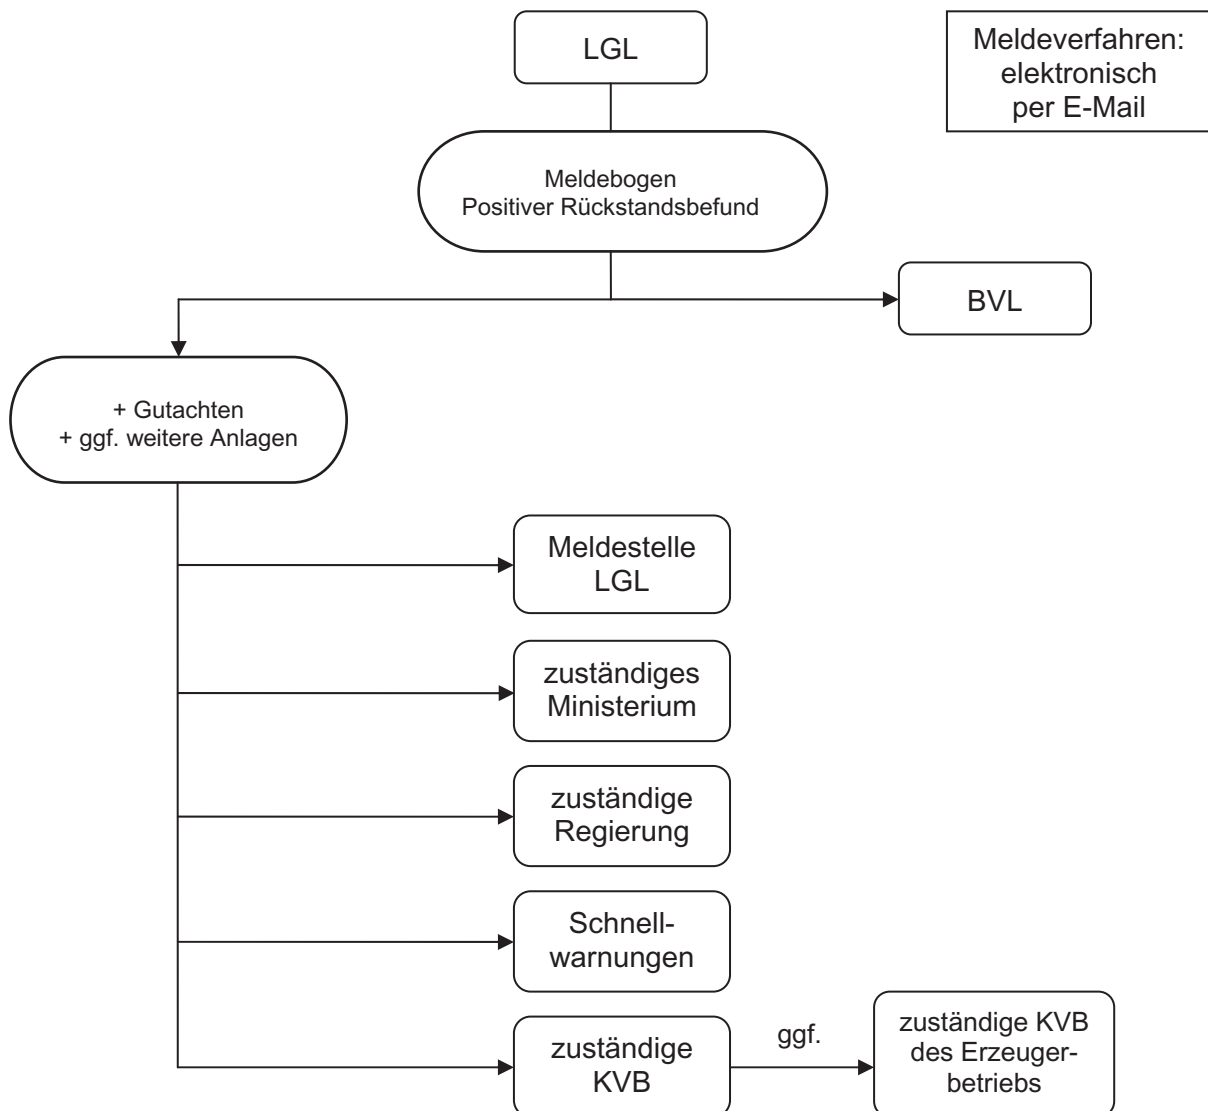 LGL
Meldeverfahren:
elektronisch
per E-Mail
Meldebogen
Positiver Rückstandsbefund
BVL
+ Gutachten
+ ggf. weitere Anlagen
Meldestelle
LGL
zuständiges
Ministerium
zuständige
Regierung
Schnell-
warnungen
zuständige
KVB
ggf.
zuständige KVB
des Erzeuger-
betriebs